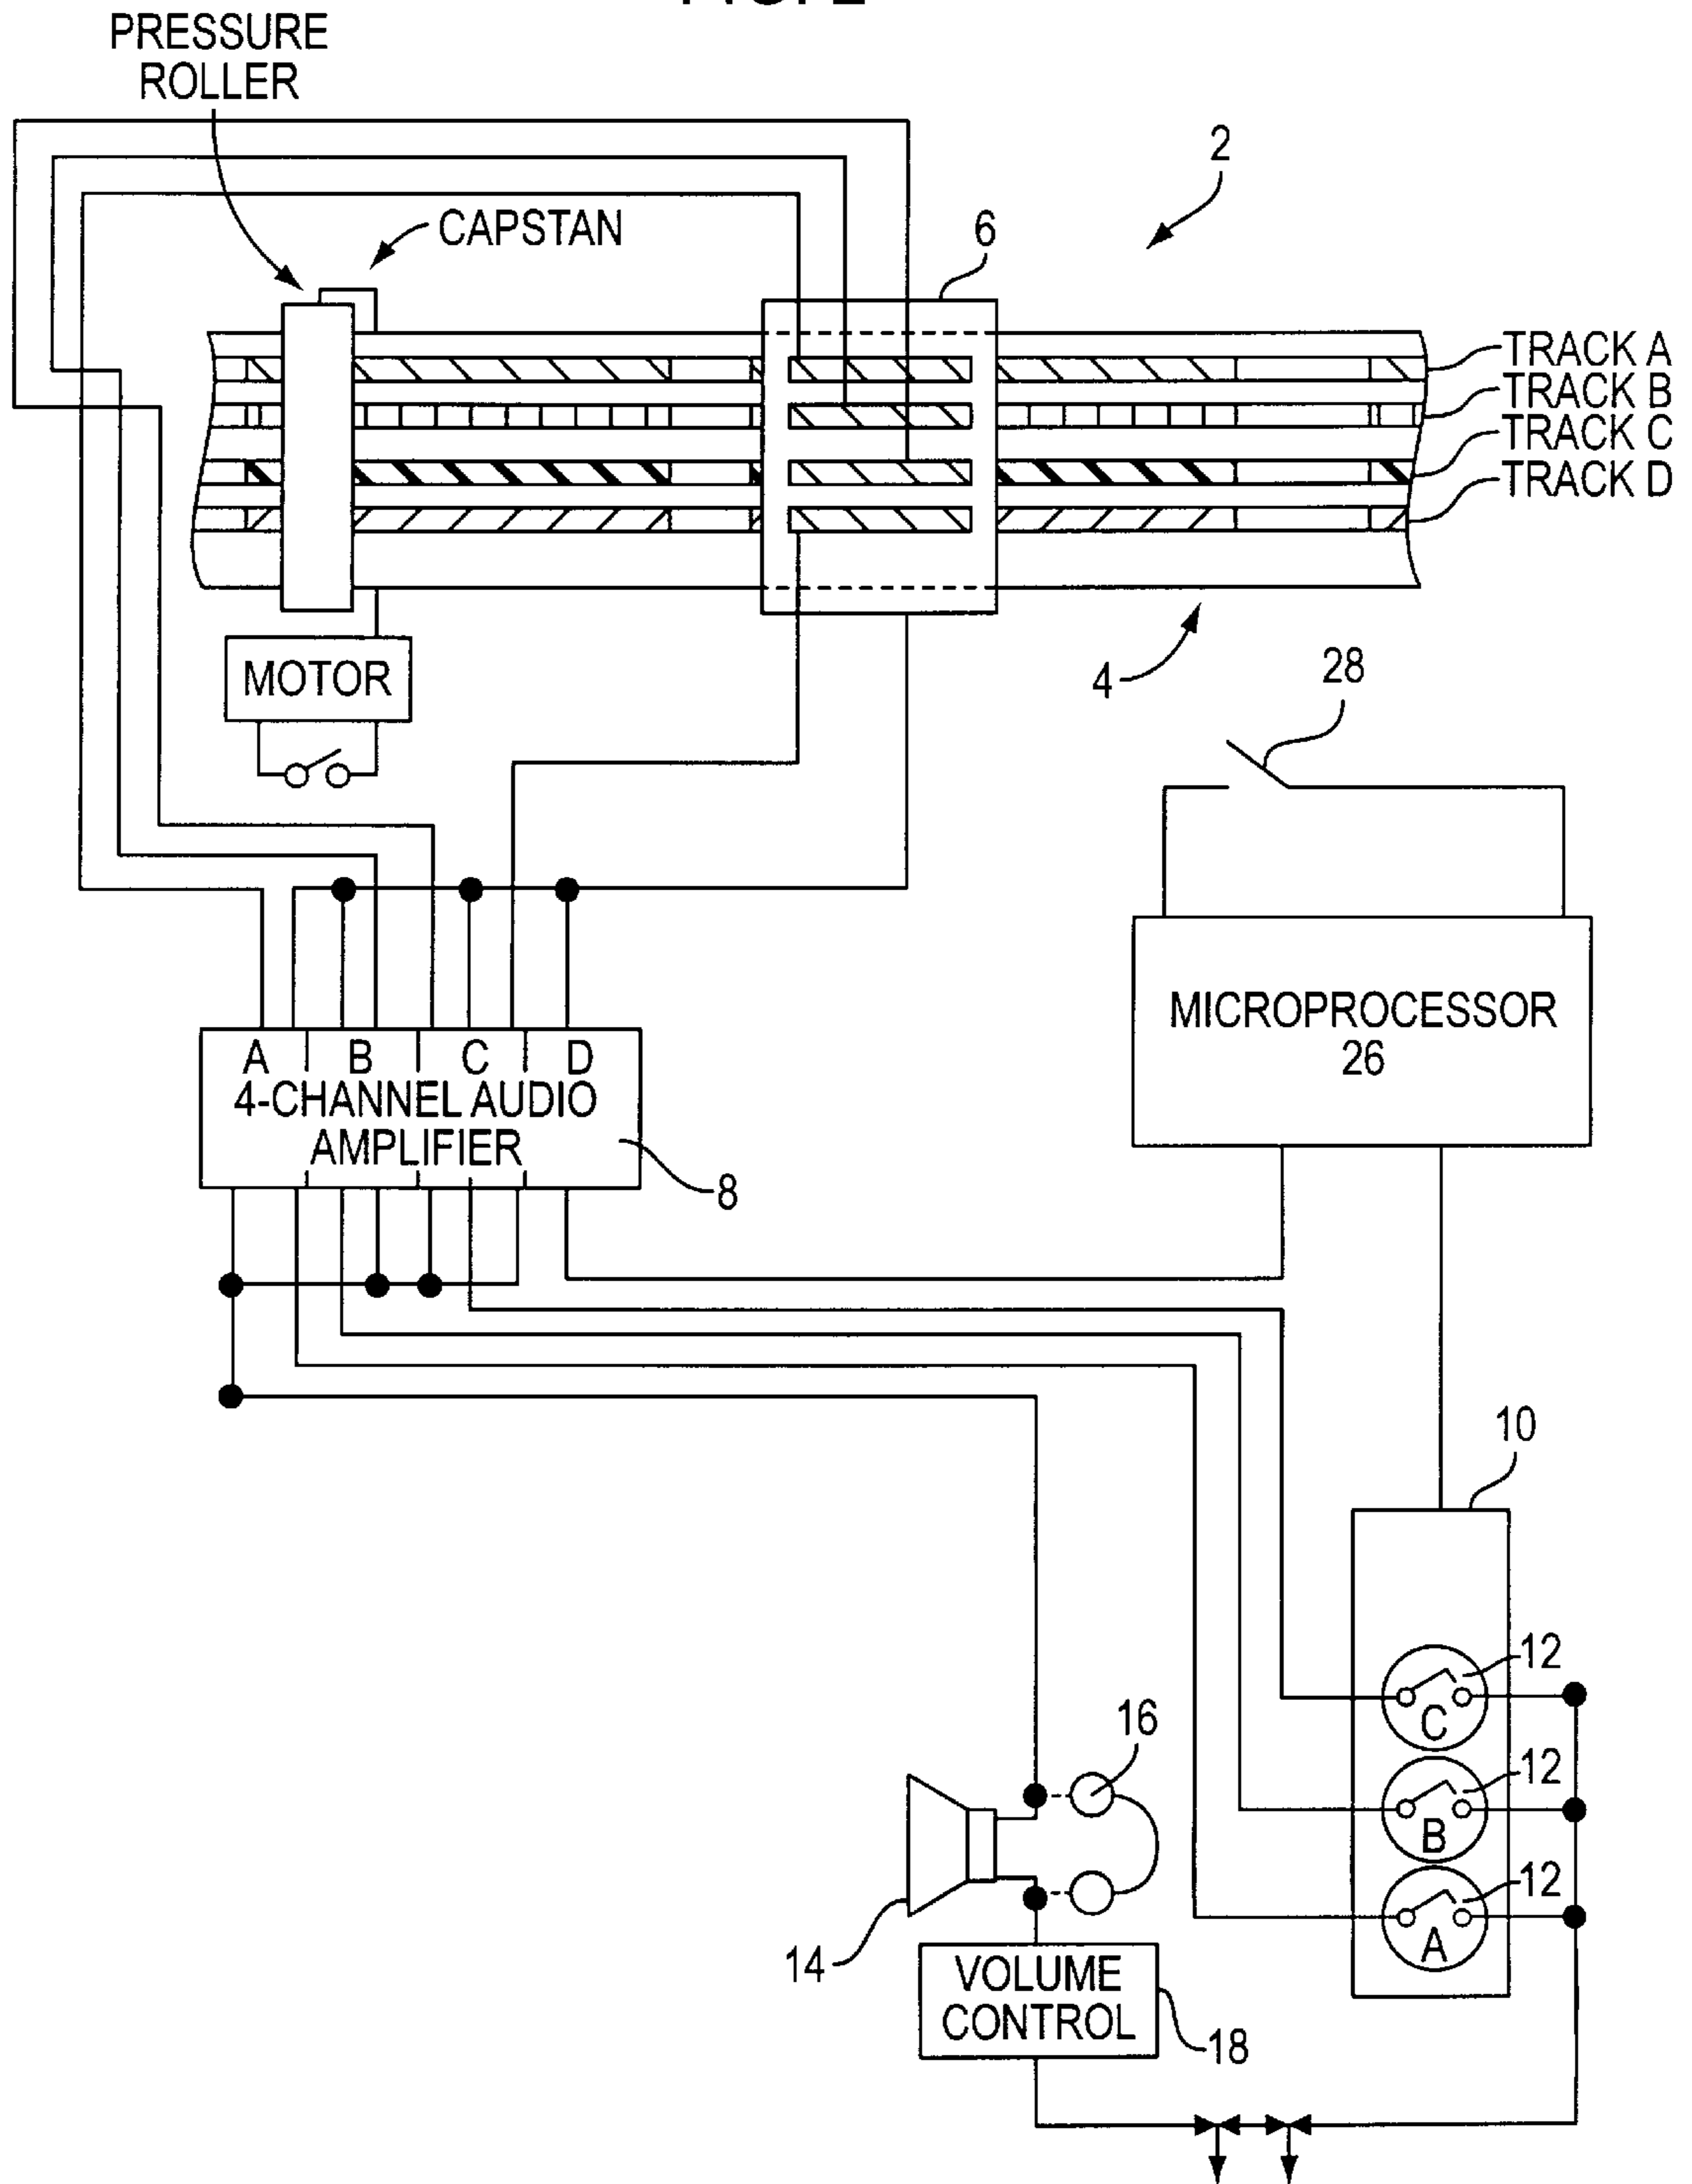 PRESSURE
ROLLER
2
CAPSTAN
6
TRACK A
TRACK B
TRACK C
TRACK D
MOTOR
4
28
MICROPROCESSOR
26
A B C D
4-CHANNEL AUDIO
AMPLIFIER
8
10
12
C
16
12
B
12
A
14
VOLUME
CONTROL
18